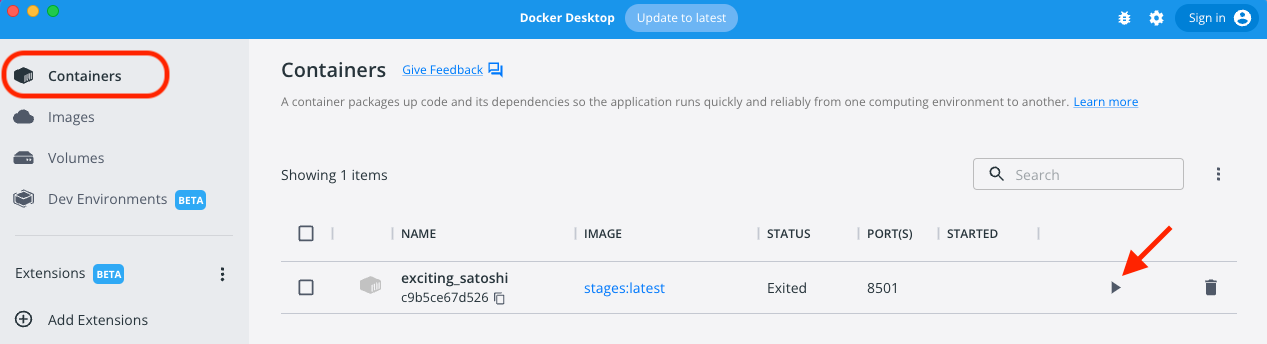 Docker Desktop Update to latest Sign in
Containers
Images
Volumes
Dev Environments BETA
Extensions BETA
Add Extensions
Containers Give Feedback
A container packages up code and its dependencies so the application runs quickly and reliably from one computing environment to another. Learn more
Showing 1 items Search
NAME IMAGE STATUS PORT(S) STARTED
exciting_satoshi
c9b5ce67d526 stages:latest Exited 8501